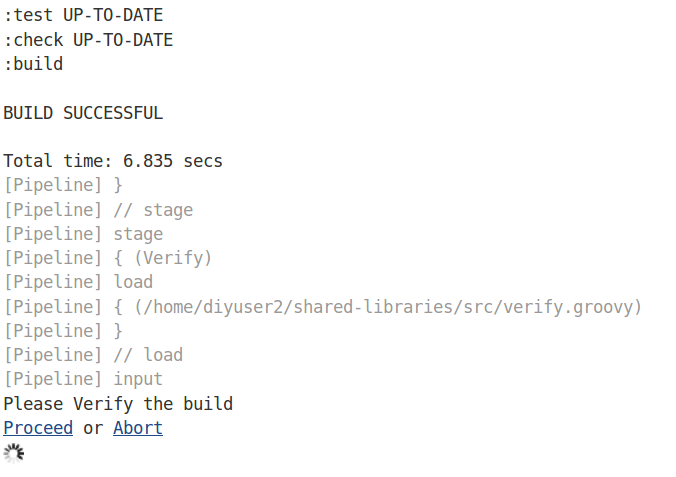 :test UP-TO-DATE
:check UP-TO-DATE
:build
BUILD SUCCESSFUL
Total time: 6.835 secs
[Pipeline] }
[Pipeline] // stage
[Pipeline] stage
[Pipeline] { (Verify)
[Pipeline] load
[Pipeline] { (/home/diyuser2/shared-libraries/src/verify.groovy)
[Pipeline] }
[Pipeline] // load
[Pipeline] input
Please Verify the build
Proceed or Abort